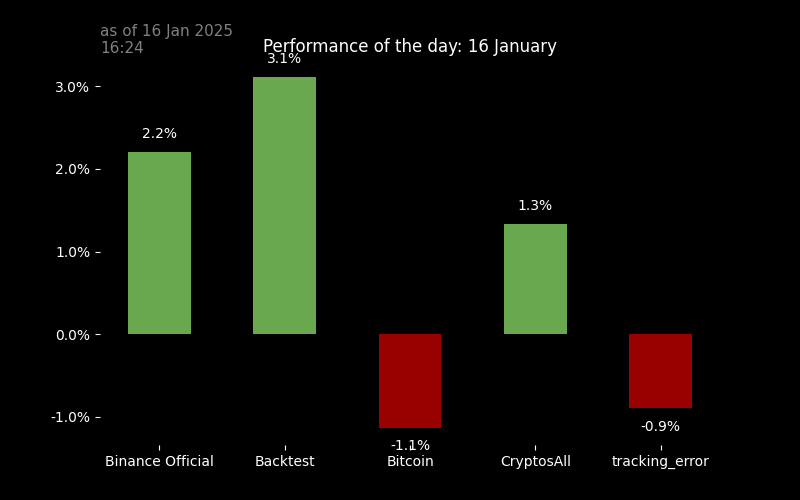 as of 16 Jan 2025
16:24
Performance of the day: 16 January
3.1%
3.0%
2.2%
2.0%
1.3%
1.0%
0.0%
-1.0%
-0.9%
-1.1%
Binance Official
Backtest
Bitcoin
CryptosAll
tracking_error